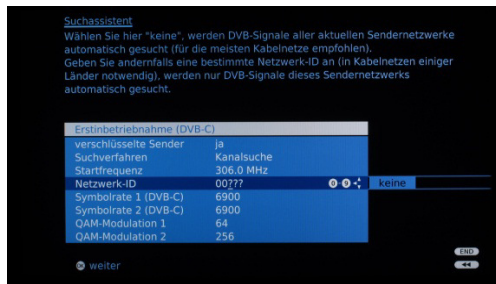 Suchassistent
Wählen Sie hier "keine", werden DVB-Signale aller aktuellen Sendernetzwerke
automatisch gesucht (für die meisten Kabelnetze empfohlen).
Geben Sie andernfalls eine bestimmte Netzwerk-ID an (in Kabelnetzen einiger
Länder notwendig), werden nur DVB-Signale dieses Sendernetzwerks
automatisch gesucht.
Erstinbetriebnahme (DVB-C)
verschlüsselte Sender ja
Suchverfahren Kanalsuche
Startfrequenz 306.0 MHz
Netzwerk-ID 00??? 0-9 keine
Symbolrate 1 (DVB-C) 6900
Symbolrate 2 (DVB-C) 6900
QAM-Modulation 1 64
QAM-Modulation 2 256
END
OK weiter